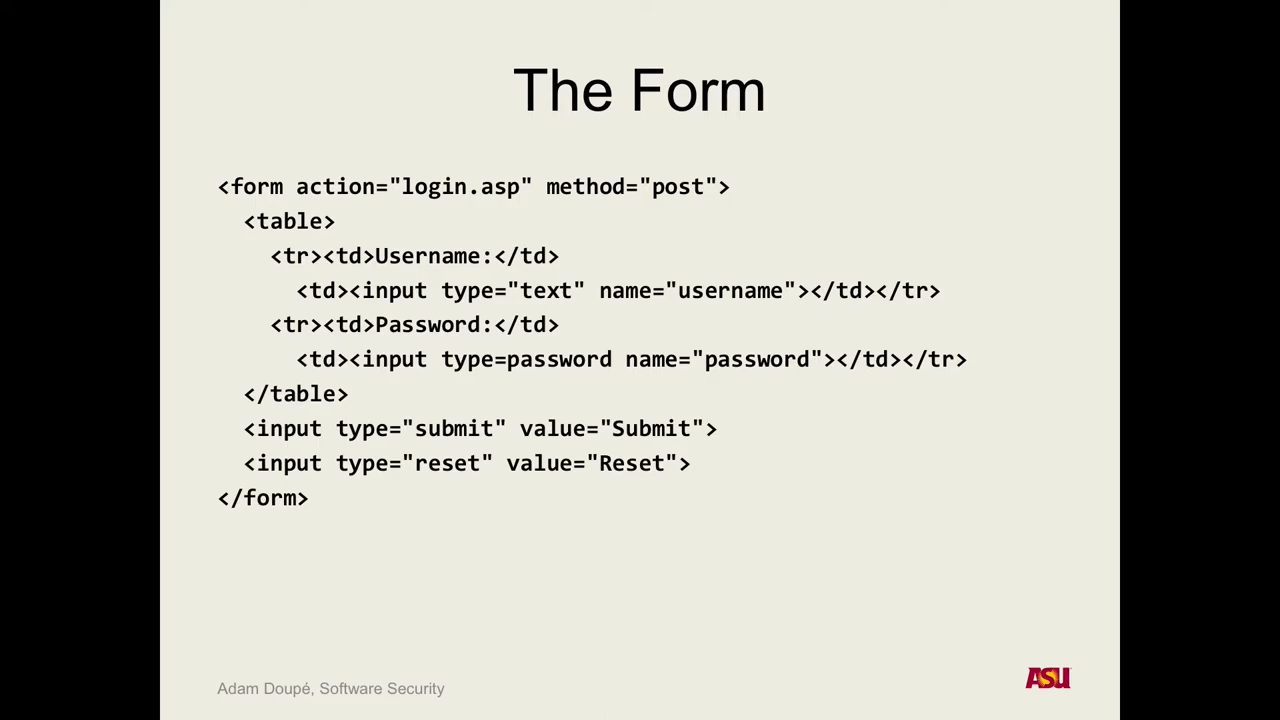 The Form
<form action="login.asp" method="post">
<table>
<tr><td>Username:</td>
<td><input type="text" name="username"></td></tr>
<tr><td>Password:</td>
<td><input type=password name="password"></td></tr>
</table>
<input type="submit" value="Submit">
<input type="reset" value="Reset">
</form>
Adam Doupé, Software Security
ASU